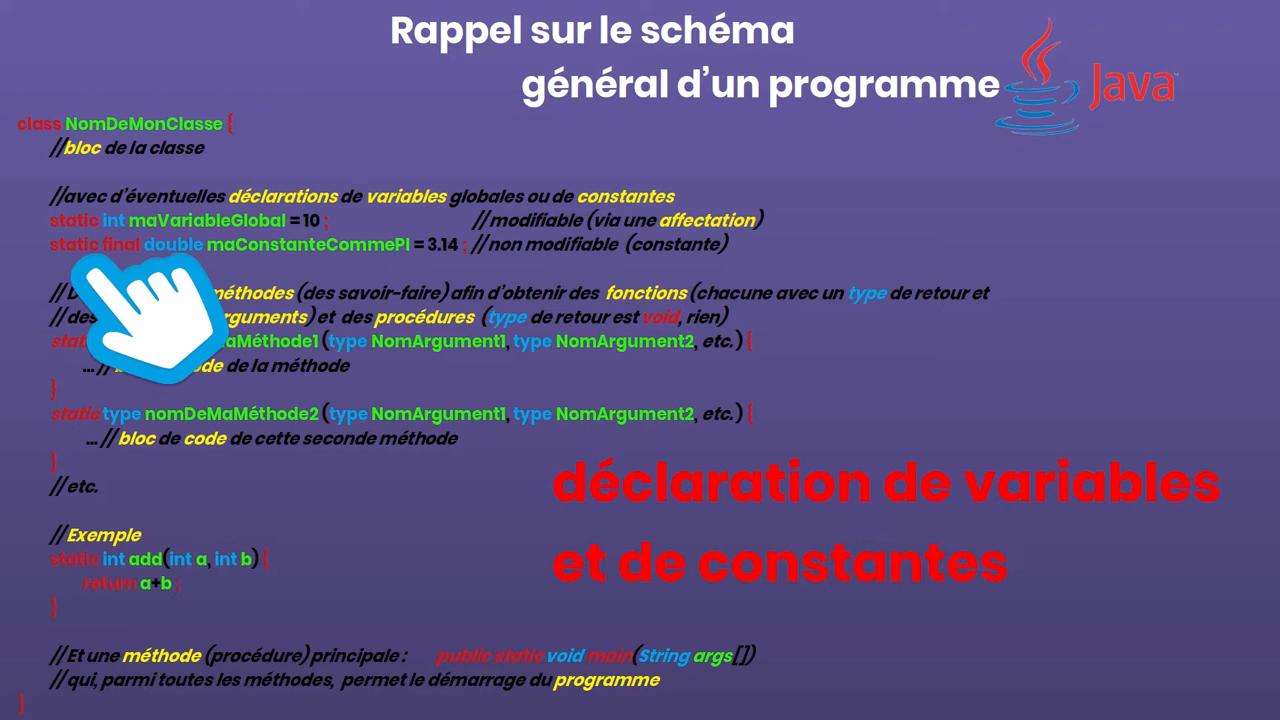 Rappel sur le schéma
général d’un programme
Java
class NomDeMonClasse {
//bloc de la classe
//avec d’éventuelles déclarations de variables globales ou de constantes
static int maVariableGlobal = 10 ; //modifiable (via une affectation)
static final double maConstanteCommePI = 3.14 ; // non modifiable (constante)
// méthodes (des savoir-faire) afin d’obtenir des fonctions (chacune avec un type de retour et
// des arguments) et des procédures (type de retour est void, rien)
(type NomArgument1, type NomArgument2, etc.) {
... // de la méthode
}
static type nomDeMaMéthode2 (type NomArgument1, type NomArgument2, etc.) {
... // bloc de code de cette seconde méthode
}
// etc.
déclaration de variables
et de constantes
// Exemple
static int add(int a, int b) {
return a+b ;
}
// Et une méthode (procédure) principale : public static void main(String args[])
// qui, parmi toutes les méthodes, permet le démarrage du programme
}